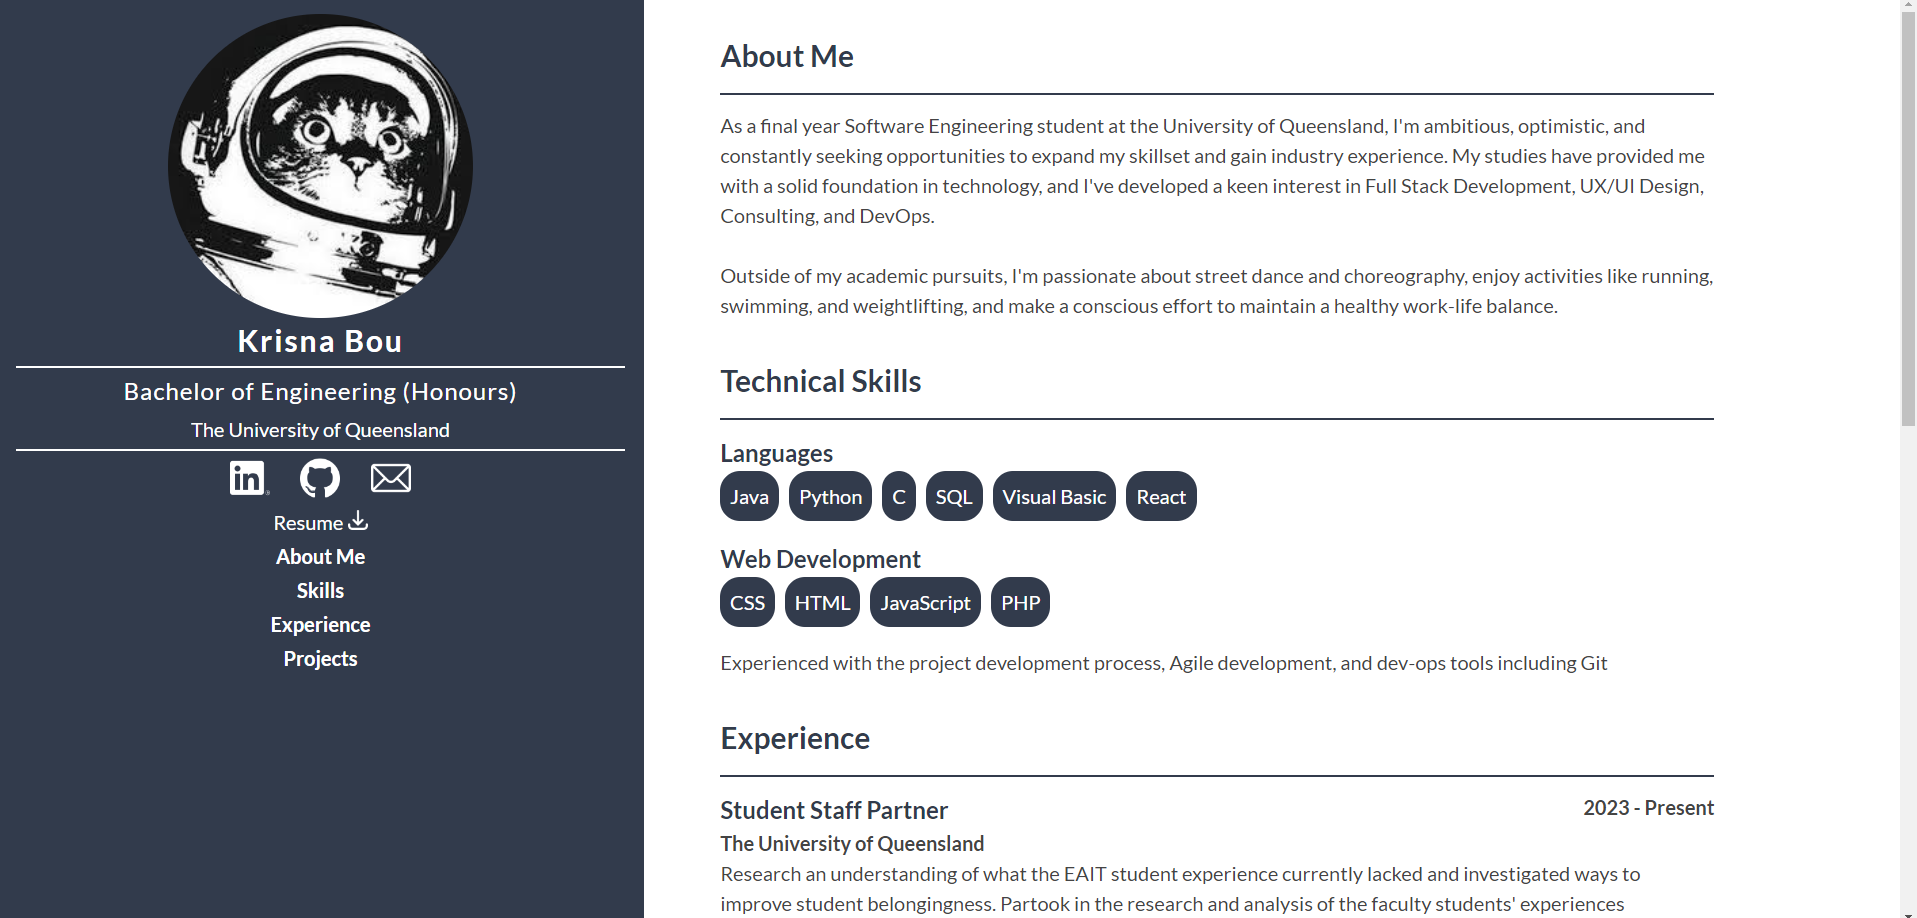 Krisna Bou
Bachelor of Engineering (Honours)
The University of Queensland
in
Resume
About Me
Skills
Experience
Projects
About Me
As a final year Software Engineering student at the University of Queensland, I'm ambitious, optimistic, and
constantly seeking opportunities to expand my skillset and gain industry experience. My studies have provided me
with a solid foundation in technology, and I've developed a keen interest in Full Stack Development, UX/UI Design,
Consulting, and DevOps.
Outside of my academic pursuits, I'm passionate about street dance and choreography, enjoy activities like running,
swimming, and weightlifting, and make a conscious effort to maintain a healthy work-life balance.
Technical Skills
Languages
Java Python C SQL Visual Basic React
Web Development
CSS HTML JavaScript PHP
Experienced with the project development process, Agile development, and dev-ops tools including Git
Experience
Student Staff Partner 2023 - Present
The University of Queensland
Research an understanding of what the EAIT student experience currently lacked and investigated ways to
improve student belongingness. Partook in the research and analysis of the faculty students' experiences